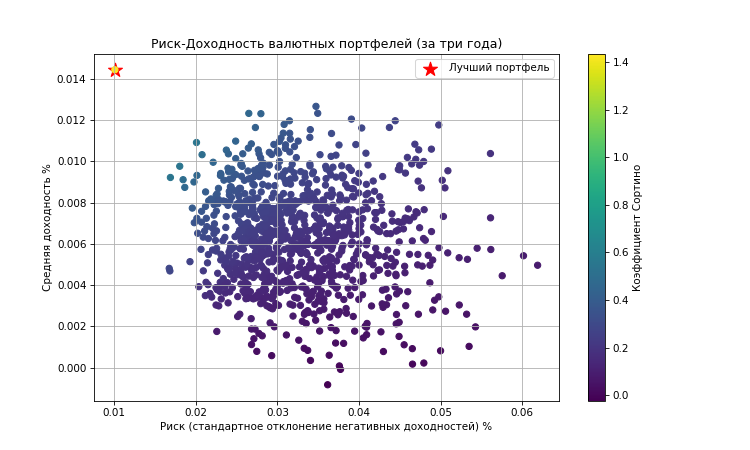 Риск-Доходность валютных портфелей (за три года)
Лучший портфель
Средняя доходность %
0.014
0.012
0.010
0.008
0.006
0.004
0.002
0.000
0.01 0.02 0.03 0.04 0.05 0.06
Риск (стандартное отклонение негативных доходностей) %
1.4
1.2
1.0
0.8
0.6
0.4
0.2
0.0
Коэффициент Сортино